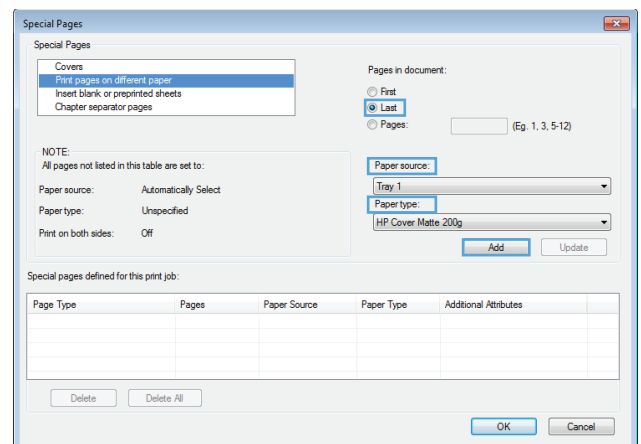 Special Pages
Special Pages
Covers
Print pages on different paper
Insert blank or preprinted sheets
Chapter separator pages
Pages in document:
First
Last
Pages: (Eg. 1, 3, 5-12)
NOTE:
All pages not listed in this table are set to:
Paper source: Automatically Select
Paper type: Unspecified
Print on both sides: Off
Paper source:
Tray 1
Paper type:
HP Cover Matte 200g
Add Update
Special pages defined for this print job:
Page Type Pages Paper Source Paper Type Additional Attributes
Delete Delete All
OK Cancel